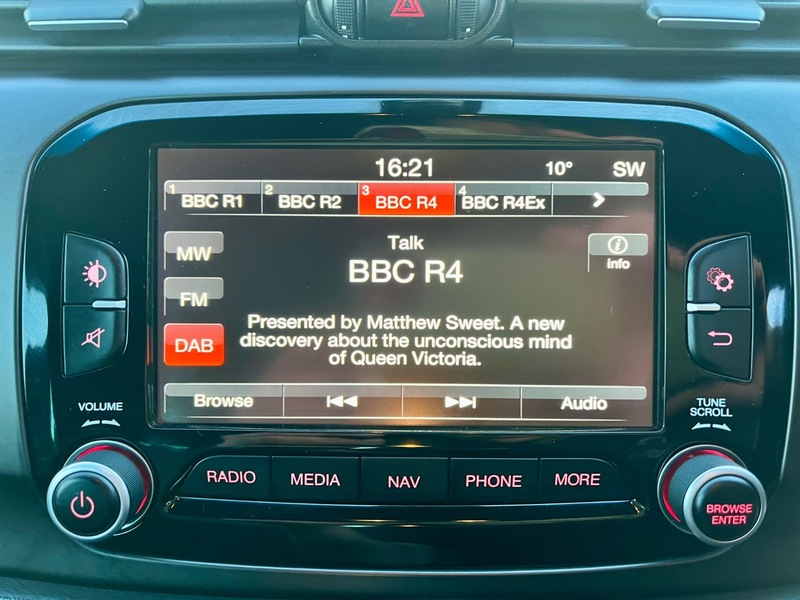 16:21 10° SW
1 BBC R1 2 BBC R2 3 BBC R4 4 BBC R4Ex >
MW
FM
DAB
Talk
BBC R4
i
info
Presented by Matthew Sweet. A new
discovery about the unconscious mind
of Queen Victoria.
Browse Audio
VOLUME
TUNE
SCROLL
RADIO MEDIA NAV PHONE MORE
BROWSE
ENTER